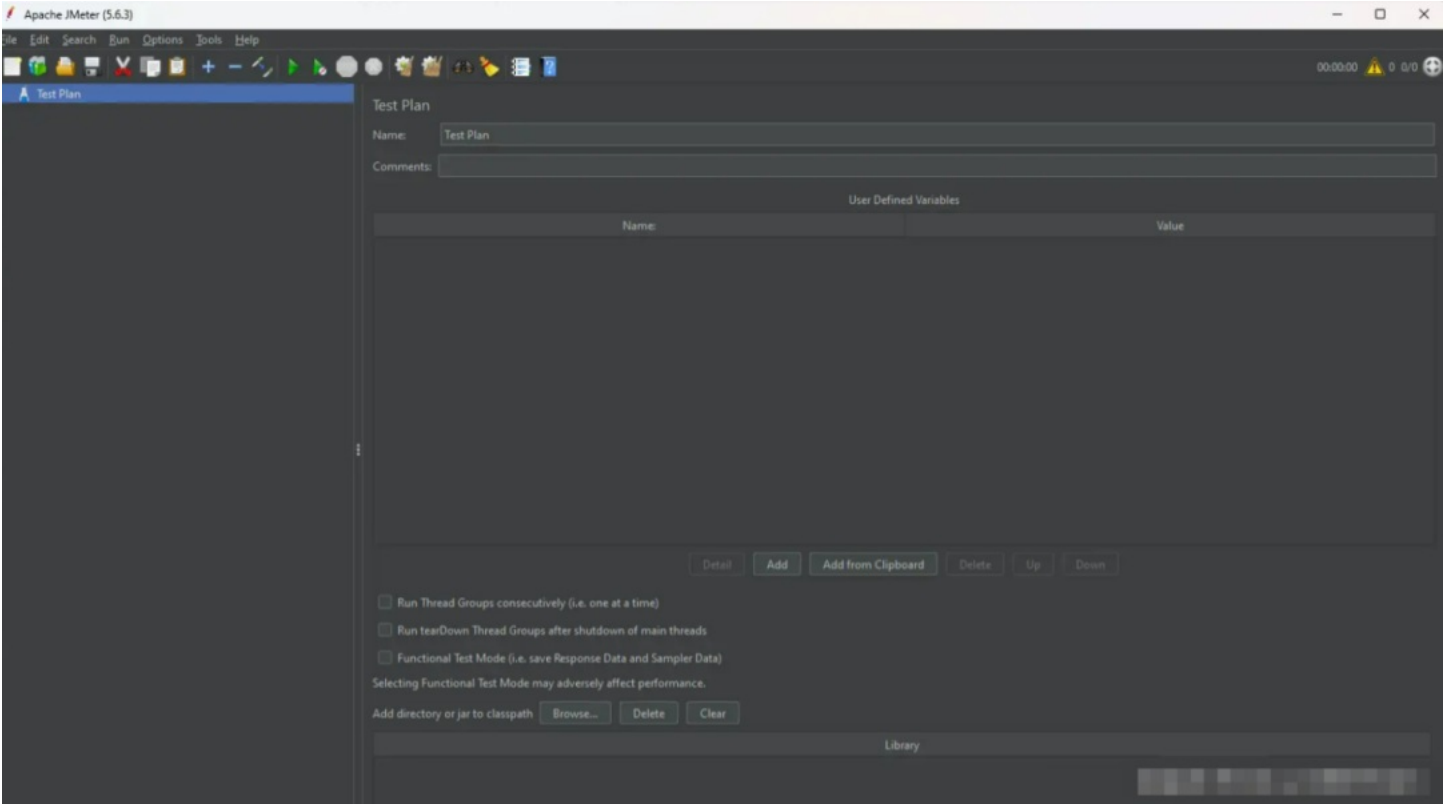 Apache JMeter (5.6.3)
File Edit Search Run Options Tools Help
00:00:00 0 0/0
Test Plan
Test Plan
Name: Test Plan
Comments:
User Defined Variables
Name: Value
Detail Add Add from Clipboard Delete Up Down
Run Thread Groups consecutively (i.e. one at a time)
Run tearDown Thread Groups after shutdown of main threads
Functional Test Mode (i.e. save Response Data and Sampler Data)
Selecting Functional Test Mode may adversely affect performance.
Add directory or jar to classpath Browse... Delete Clear
Library